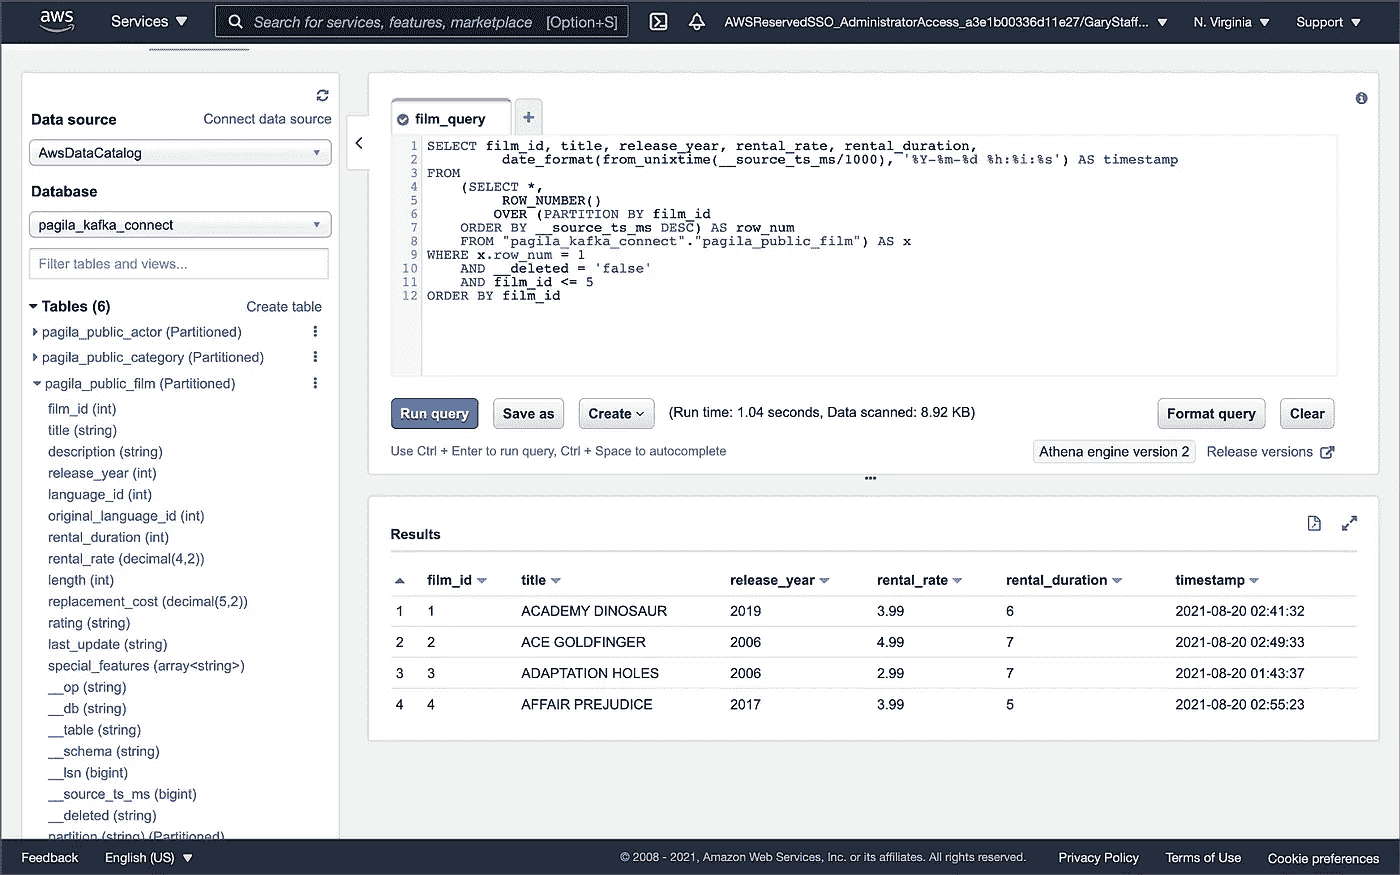 aws
Services
Search for services, features, marketplace [Option+S]
AWSReservedSSO_AdministratorAccess_a3e1b00336d11e27/GaryStaff...
N. Virginia
Support
Data source
Connect data source
AwsDataCatalog
Database
pagila_kafka_connect
Filter tables and views...
Tables (6)
Create table
pagila_public_actor (Partitioned)
pagila_public_category (Partitioned)
pagila_public_film (Partitioned)
film_id (int)
title (string)
description (string)
release_year (int)
language_id (int)
original_language_id (int)
rental_duration (int)
rental_rate (decimal(4,2))
length (int)
replacement_cost (decimal(5,2))
rating (string)
last_update (string)
special_features (array<string>)
__op (string)
__db (string)
__table (string)
__schema (string)
__lsn (bigint)
__source_ts_ms (bigint)
__deleted (string)
partition (string) (Partitioned)
film_query
+
1 SELECT film_id, title, release_year, rental_rate, rental_duration,
2 date_format(from_unixtime(__source_ts_ms/1000), '%Y-%m-%d %h:%i:%s') AS timestamp
3 FROM
4 (SELECT *,
5 ROW_NUMBER()
6 OVER (PARTITION BY film_id
7 ORDER BY __source_ts_ms DESC) AS row_num
8 FROM "pagila_kafka_connect"."pagila_public_film") AS x
9 WHERE x.row_num = 1
10 AND __deleted = 'false'
11 AND film_id <= 5
12 ORDER BY film_id
Run query
Save as
Create
(Run time: 1.04 seconds, Data scanned: 8.92 KB)
Format query
Clear
Use Ctrl + Enter to run query, Ctrl + Space to autocomplete
Athena engine version 2
Release versions
Results
film_id title release_year rental_rate rental_duration timestamp
1 1 ACADEMY DINOSAUR 2019 3.99 6 2021-08-20 02:41:32
2 2 ACE GOLDFINGER 2006 4.99 7 2021-08-20 02:49:33
3 3 ADAPTATION HOLES 2006 2.99 7 2021-08-20 01:43:37
4 4 AFFAIR PREJUDICE 2017 3.99 5 2021-08-20 02:55:23
Feedback
English (US)
© 2008 - 2021, Amazon Web Services, Inc. or its affiliates. All rights reserved.
Privacy Policy
Terms of Use
Cookie preferences